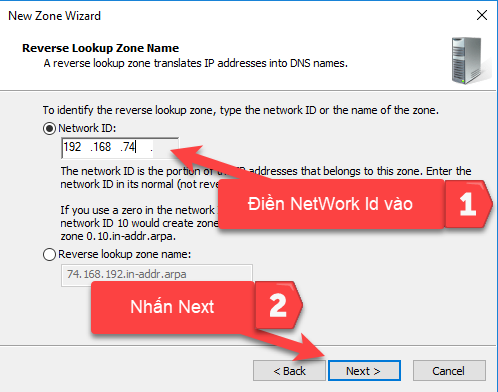 New Zone Wizard
Reverse Lookup Zone Name
A reverse lookup zone translates IP addresses into DNS names.
To identify the reverse lookup zone, type the network ID or the name of the zone.
Network ID:
192 .168 .74 .
The network ID is the portion of the IP addresses that belongs to this zone. Enter the
network ID in its normal (not
Điền NetWork Id vào
1
If you use a zero in the network
network ID 10 would create zone
zone 0.10.in-addr.arpa.
Reverse lookup zone name:
74.168.192.in-addr.arpa
Nhấn Next
2
< Back
Next >
Cancel